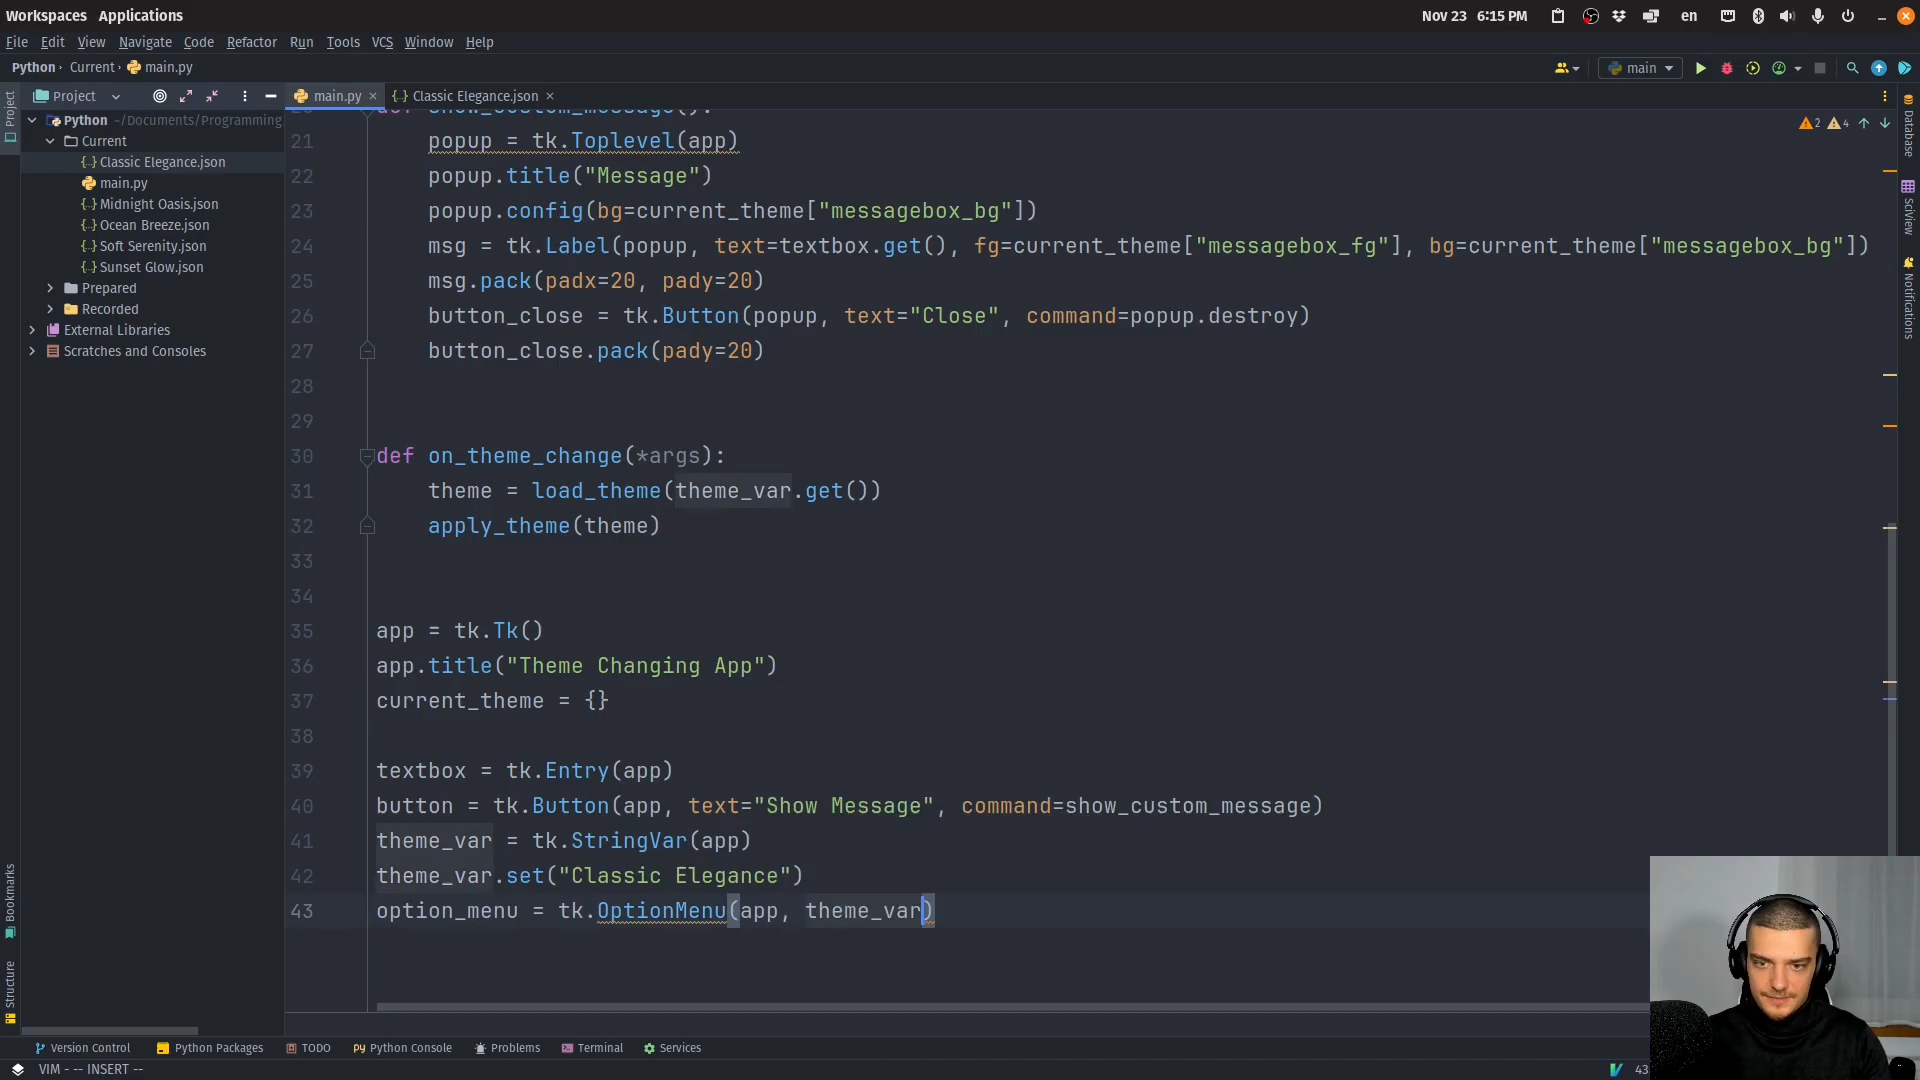 Workspaces Applications Nov 23 6:15 PM en
File Edit View Navigate Code Refactor Run Tools VCS Window Help
Python Current main.py main
Project main.py Classic Elegance.json
Project
Python ~/Documents/Programming
Current
Classic Elegance.json
main.py
Midnight Oasis.json
Ocean Breeze.json
Soft Serenity.json
Sunset Glow.json
Prepared
Recorded
External Libraries
Scratches and Consoles
Bookmarks
Structure
2 4
Database
SciView
Notifications
21 popup = tk.Toplevel(app)
22 popup.title("Message")
23 popup.config(bg=current_theme["messagebox_bg"])
24 msg = tk.Label(popup, text=textbox.get(), fg=current_theme["messagebox_fg"], bg=current_theme["messagebox_bg"])
25 msg.pack(padx=20, pady=20)
26 button_close = tk.Button(popup, text="Close", command=popup.destroy)
27 button_close.pack(pady=20)
28
29
30 def on_theme_change(*args):
31 theme = load_theme(theme_var.get())
32 apply_theme(theme)
33
34
35 app = tk.Tk()
36 app.title("Theme Changing App")
37 current_theme = {}
38
39 textbox = tk.Entry(app)
40 button = tk.Button(app, text="Show Message", command=show_custom_message)
41 theme_var = tk.StringVar(app)
42 theme_var.set("Classic Elegance")
43 option_menu = tk.OptionMenu(app, theme_var)
Version Control Python Packages TODO Python Console Problems Terminal Services
VIM - -- INSERT -- 43